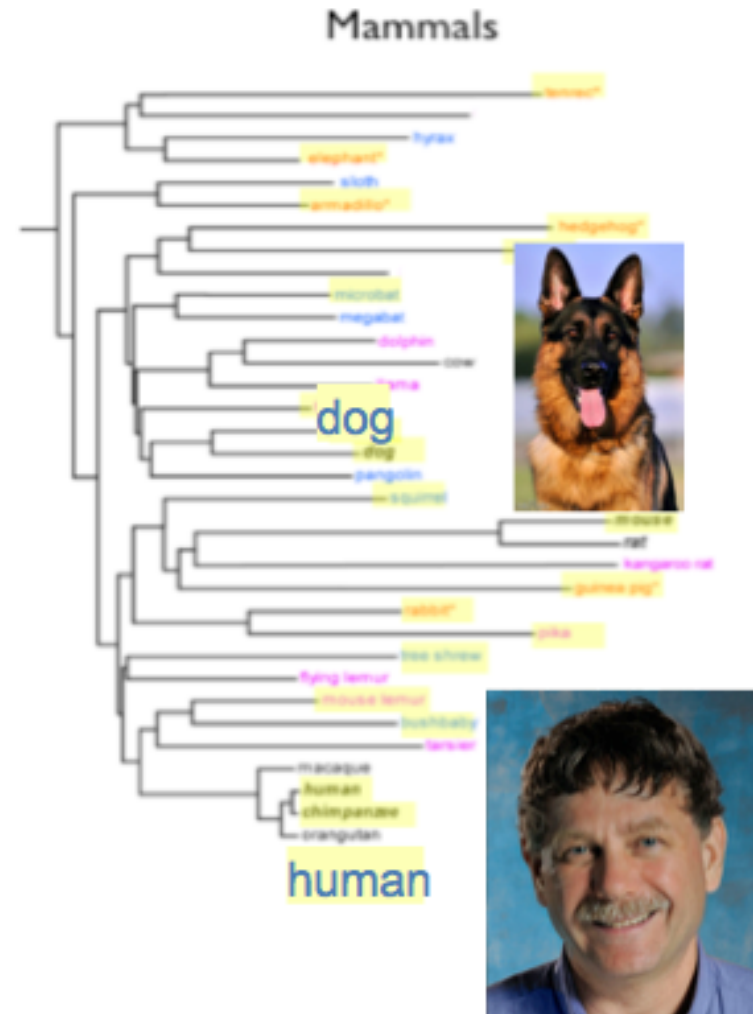 Mammals
tenrec*
hyrax
elephant*
sloth
armadillo*
hedgehog*
microbat
megabat
dolphin
cow
dog
dog
pangolin
squirrel
mouse
rat
kangaroo rat
guinea pig*
rabbit*
pika
tree shrew
flying lemur
mouse lemur
bushbaby
tarsier
macaque
human
chimpanzee
orangutan
human